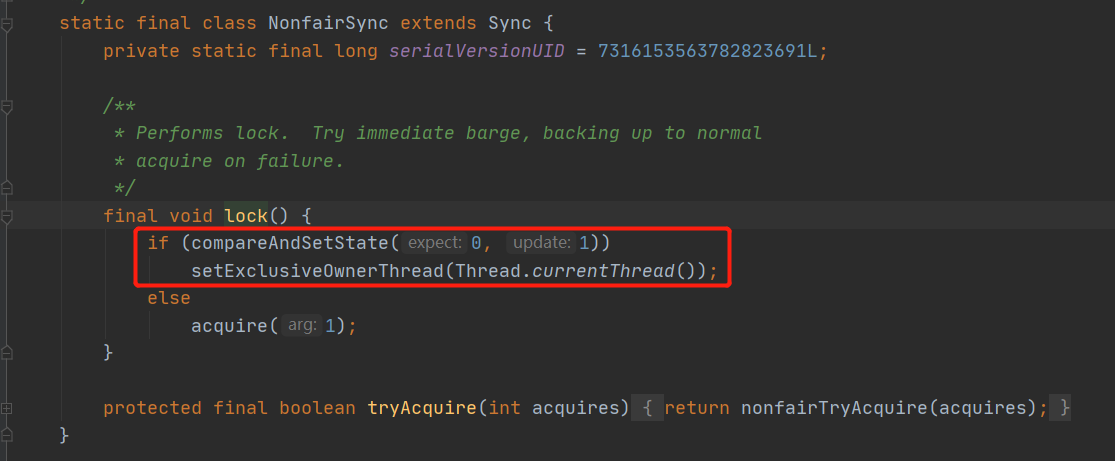 static final class NonfairSync extends Sync {
private static final long serialVersionUID = 7316153563782823691L;
/**
* Performs lock.  Try immediate barge, backing up to normal
* acquire on failure.
*/
final void lock() {
if (compareAndSetState( expect: 0,  update: 1))
setExclusiveOwnerThread(Thread.currentThread());
else
acquire( arg: 1);
}
protected final boolean tryAcquire(int acquires) { return nonfairTryAcquire(acquires); }
}